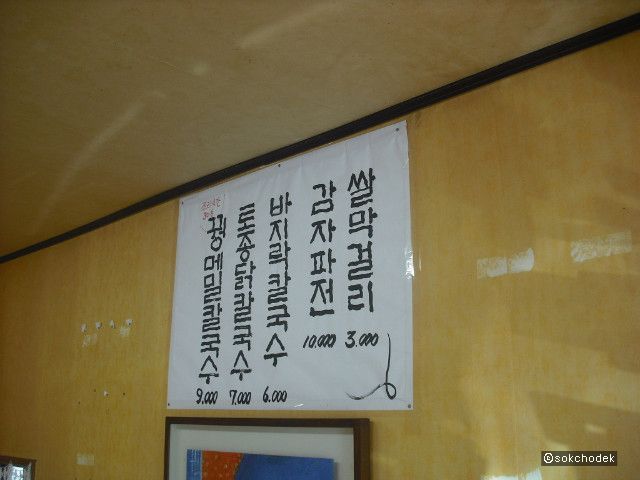 쌀막걸리
3.000
감자파전
10.000
바지락칼국수
6.000
토종닭칼국수
7.000
꿩메밀칼국수
9.000
©sokchodek